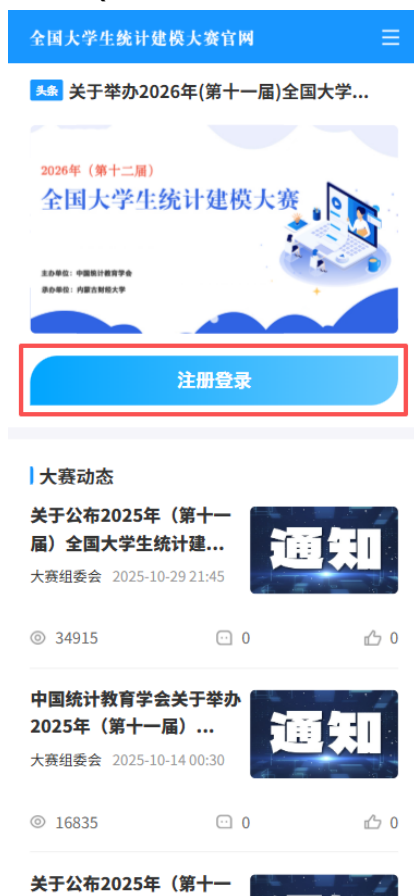 全国大学生统计建模大赛官网
头条 关于举办2026年(第十一届)全国大学...
2026年（第十二届）
全国大学生统计建模大赛
主办单位：中国统计教育学会
承办单位：内蒙古财经大学
注册登录
大赛动态
关于公布2025年（第十一
届）全国大学生统计建...
大赛组委会 2025-10-29 21:45
通知
34915 0 0
中国统计教育学会关于举办
2025年（第十一届）...
大赛组委会 2025-10-14 00:30
通知
16835 0 0
关于公布2025年（第十一